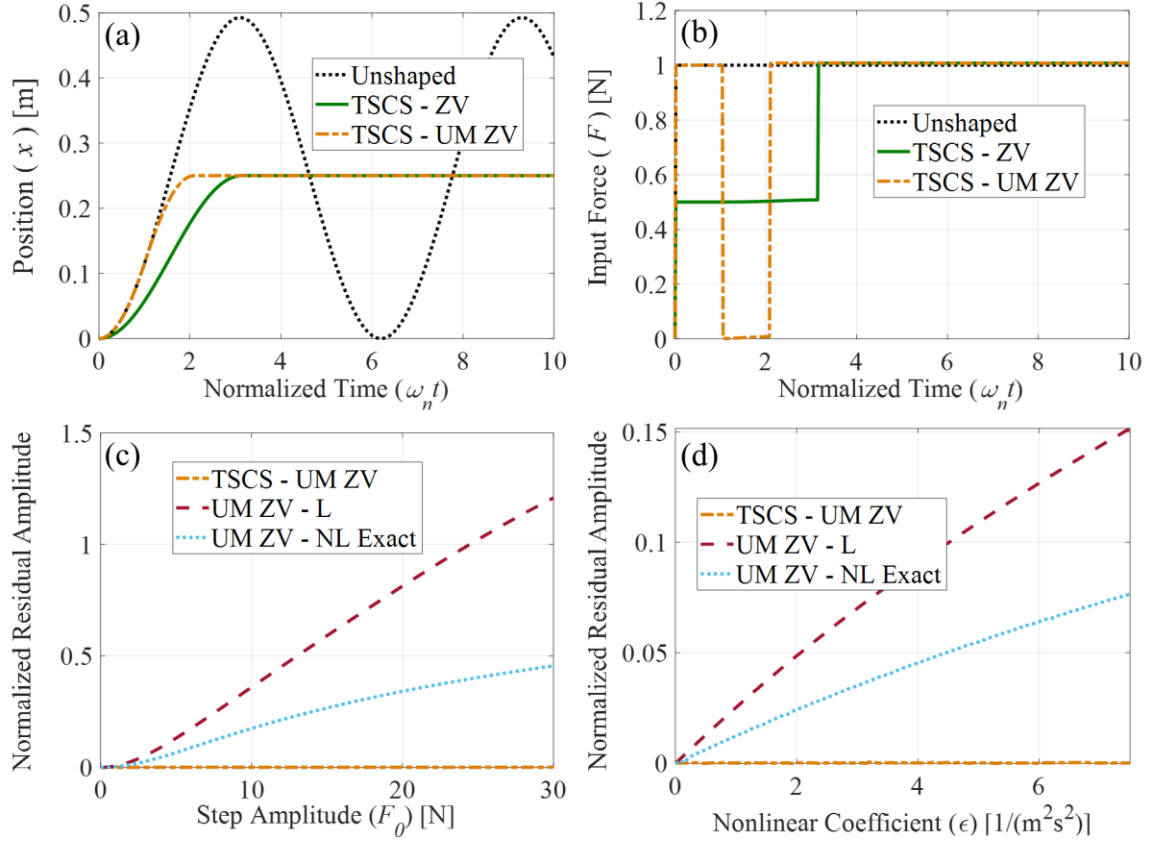 (a)
Unshaped
TSCS - ZV
TSCS - UM ZV
Position ( x ) [m]
0.5
0.4
0.3
0.2
0.1
0
0 2 4 6 8 10
Normalized Time (ωn t)
(b)
Unshaped
TSCS - ZV
TSCS - UM ZV
Input Force ( F ) [N]
1.2
1
0.8
0.6
0.4
0.2
0
0 2 4 6 8 10
Normalized Time (ωn t)
(c)
TSCS - UM ZV
UM ZV - L
UM ZV - NL Exact
Normalized Residual Amplitude
1.5
1
0.5
0
0 10 20 30
Step Amplitude (F0) [N]
(d)
TSCS - UM ZV
UM ZV - L
UM ZV - NL Exact
Normalized Residual Amplitude
0.15
0.1
0.05
0
0 2 4 6
Nonlinear Coefficient (ϵ) [1/(m²s²)]